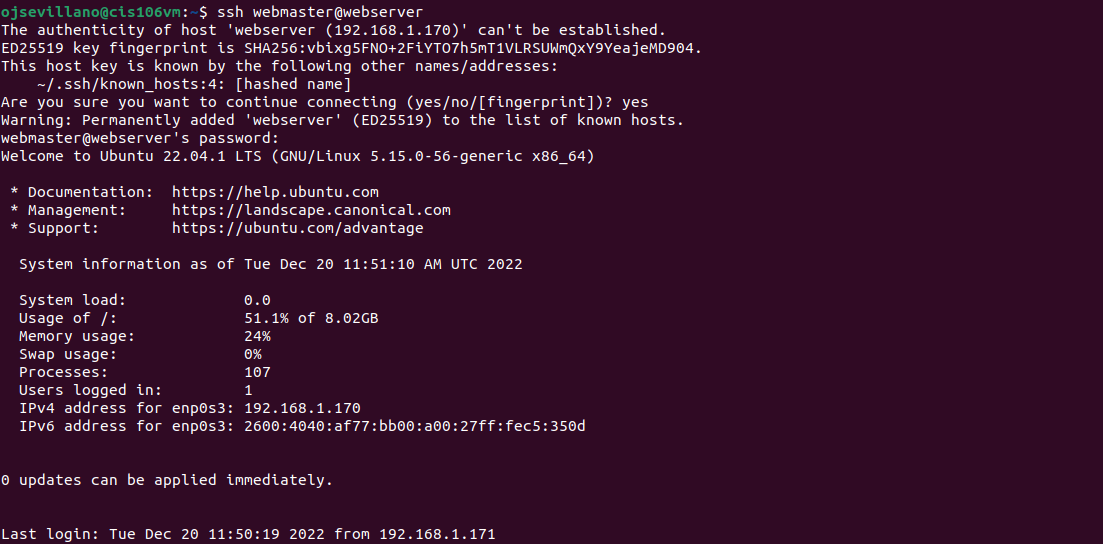 ojsevillano@cis106vm:~$ ssh webmaster@webserver
The authenticity of host 'webserver (192.168.1.170)' can't be established.
ED25519 key fingerprint is SHA256:vbixg5FNO+2FiYTO7h5mT1VLRSUWmQxY9YeajeMD904.
This host key is known by the following other names/addresses:
    ~/.ssh/known_hosts:4: [hashed name]
Are you sure you want to continue connecting (yes/no/[fingerprint])? yes
Warning: Permanently added 'webserver' (ED25519) to the list of known hosts.
webmaster@webserver's password:
Welcome to Ubuntu 22.04.1 LTS (GNU/Linux 5.15.0-56-generic x86_64)

 * Documentation:  https://help.ubuntu.com
 * Management:     https://landscape.canonical.com
 * Support:        https://ubuntu.com/advantage

  System information as of Tue Dec 20 11:51:10 AM UTC 2022

  System load:             0.0
  Usage of /:              51.1% of 8.02GB
  Memory usage:            24%
  Swap usage:              0%
  Processes:               107
  Users logged in:         1
  IPv4 address for enp0s3: 192.168.1.170
  IPv6 address for enp0s3: 2600:4040:af77:bb00:a00:27ff:fec5:350d

0 updates can be applied immediately.

Last login: Tue Dec 20 11:50:19 2022 from 192.168.1.171